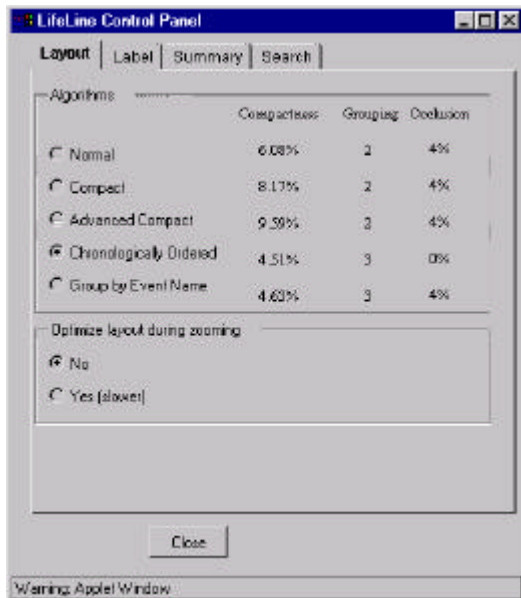 LifeLine Control Panel
Layout Label Summary Search
Algorithms
Compactness Grouping Occlusion
Normal 6.08% 2 4%
Compact 8.17% 2 4%
Advanced Compact 9.59% 2 4%
Chronologically Ordered 4.51% 3 0%
Group by Event Name 4.63% 3 4%
Optimize layout during zooming
No
Yes (slower)
Close
Warning: Applet Window